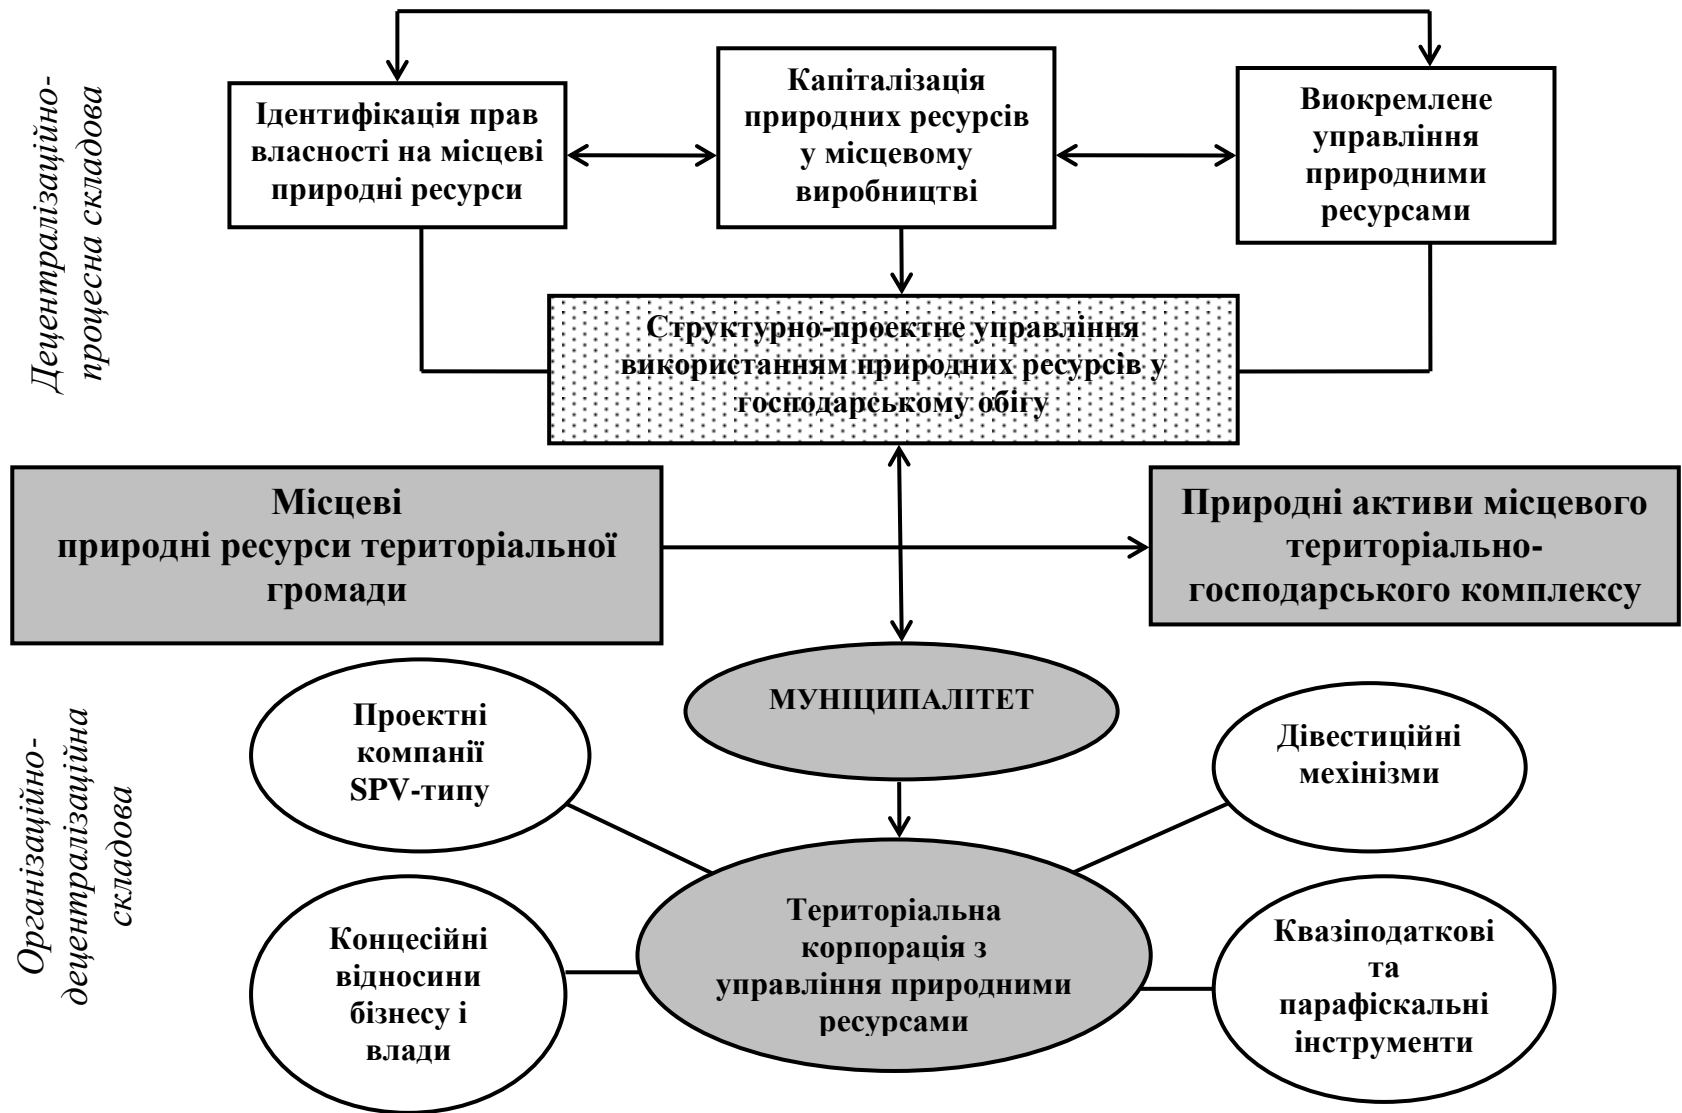 Децентралізаційно-
процесна складова
Ідентифікація прав
власності на місцеві
природні ресурси
Капіталізація
природних ресурсів
у місцевому
виробництві
Виокремлене
управління
природними
ресурсами
Структурно-проектне управління
використанням природних ресурсів у
господарському обігу
Місцеві
природні ресурси територіальної
громади
Природні активи місцевого
територіально-
господарського комплексу
Організаційно-
децентралізаційна
складова
Проектні
компанії
SPV-типу
МУНІЦИПАЛІТЕТ
Дівестиційні
мехінізми
Концесійні
відносини
бізнесу і
влади
Територіальна
корпорація з
управління природними
ресурсами
Квазіподаткові
та
парафіскальні
інструменти